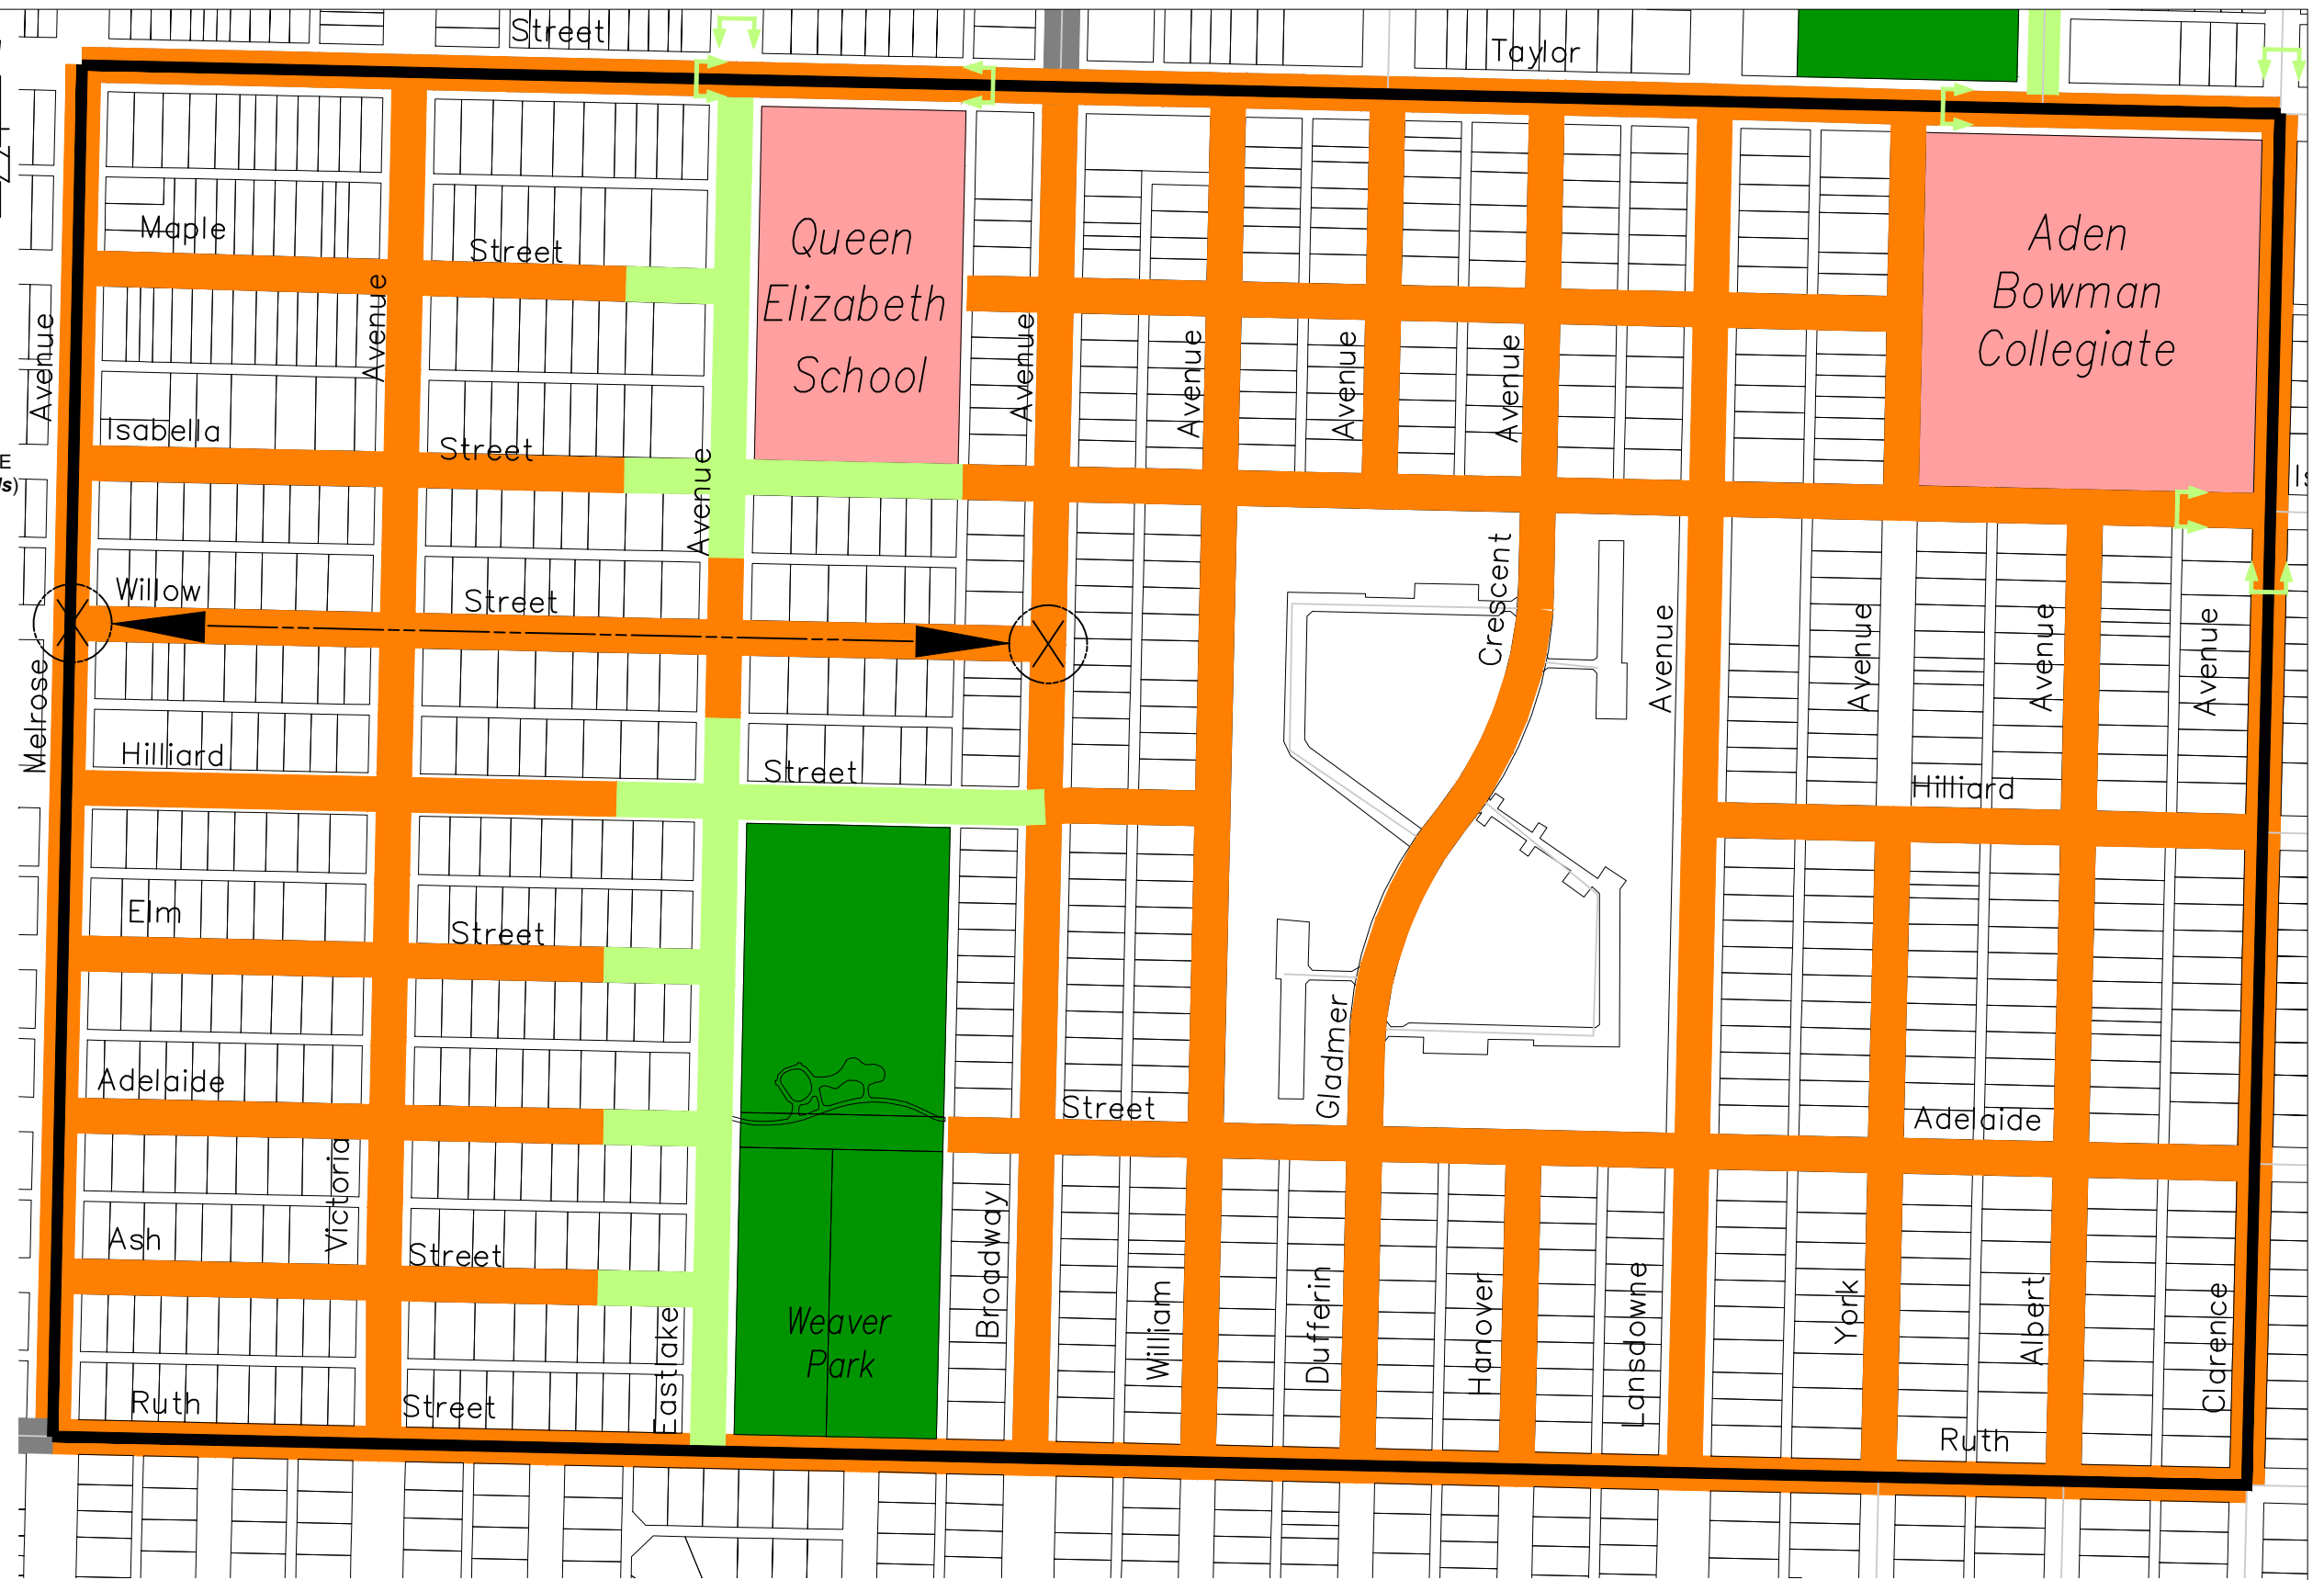 Street
Taylor
Maple
Street
Queen
Elizabeth
School
Aden
Bowman
Collegiate
Avenue
Avenue
Avenue
Avenue
Avenue
Avenue
Isabella
Street
Avenue
E
s)
Is
Willow
Street
Crescent
Avenue
Avenue
Avenue
Avenue
Melrose
Hilliard
Street
Hilliard
Elm
Street
Gladmer
Adelaide
Street
Adelaide
Victoria
Ash
Street
Broadway
William
Dufferin
Hanover
Lansdowne
York
Albert
Clarence
Weaver
Park
Eastlake
Ruth
Street
Ruth